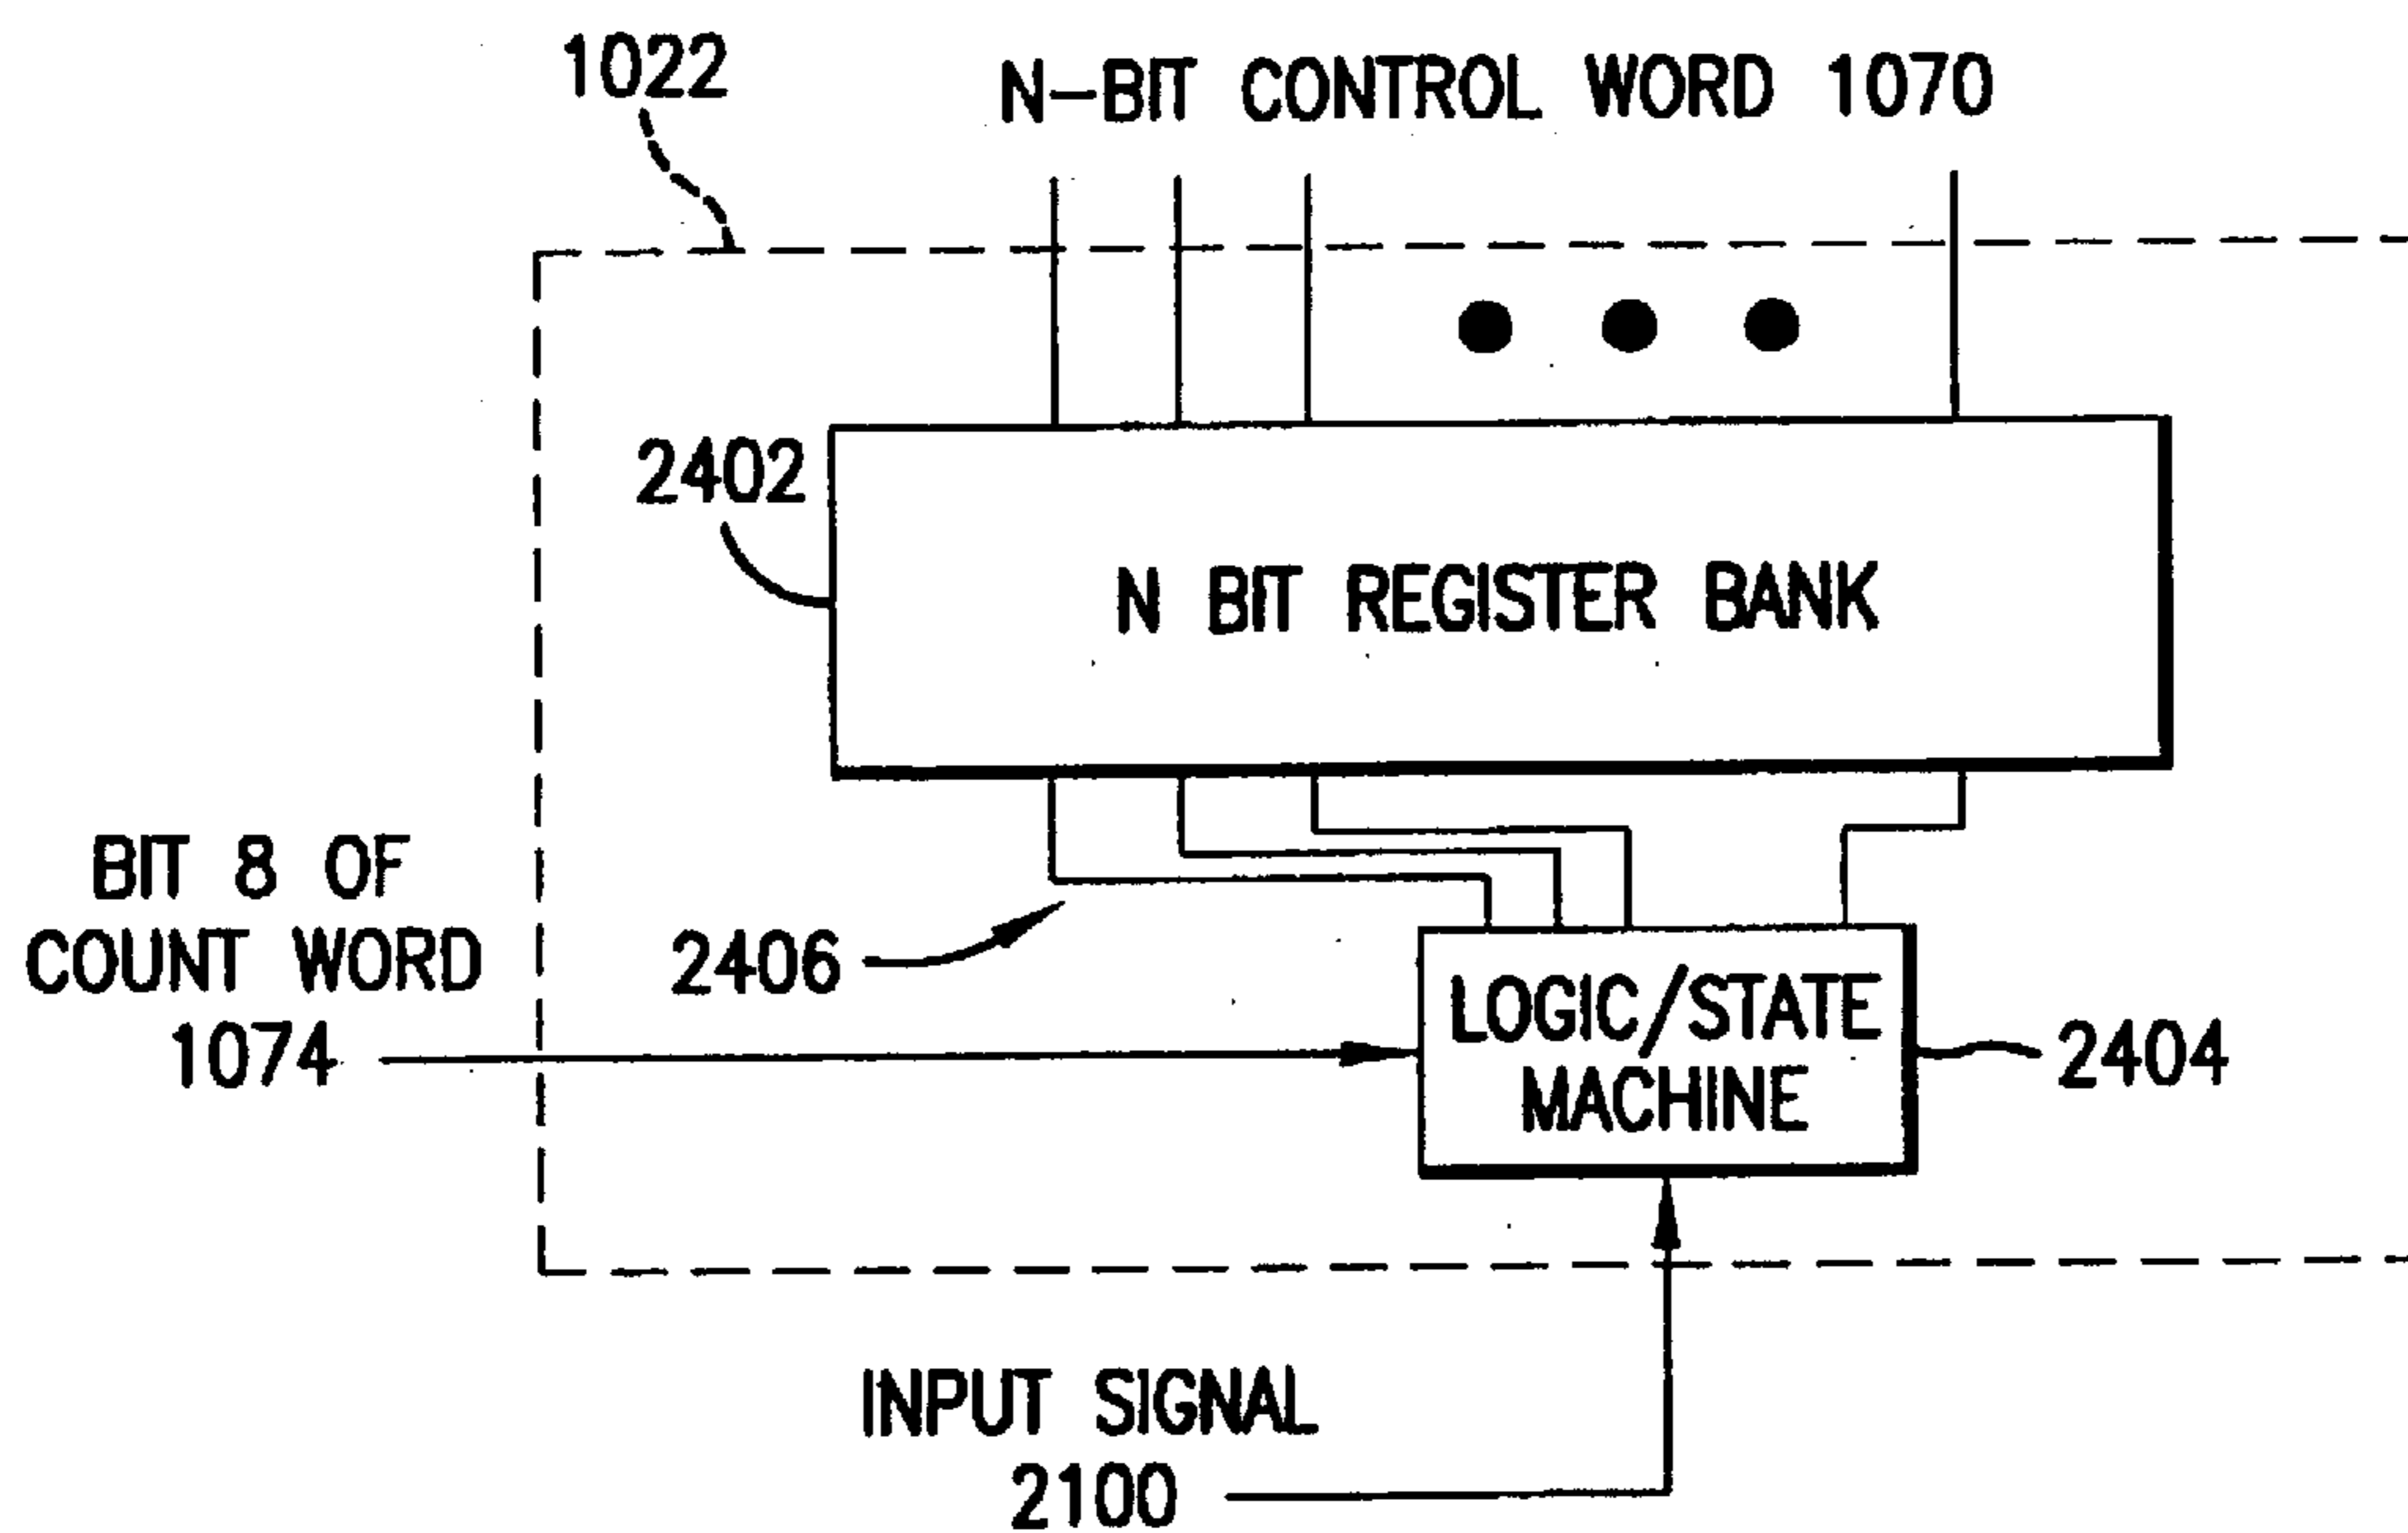 1022
N-BIT CONTROL WORD 1070
2402
N BIT REGISTER BANK
BIT 8 OF
COUNT WORD
1074
2406
LOGIC/STATE
MACHINE
2404
INPUT SIGNAL
2100